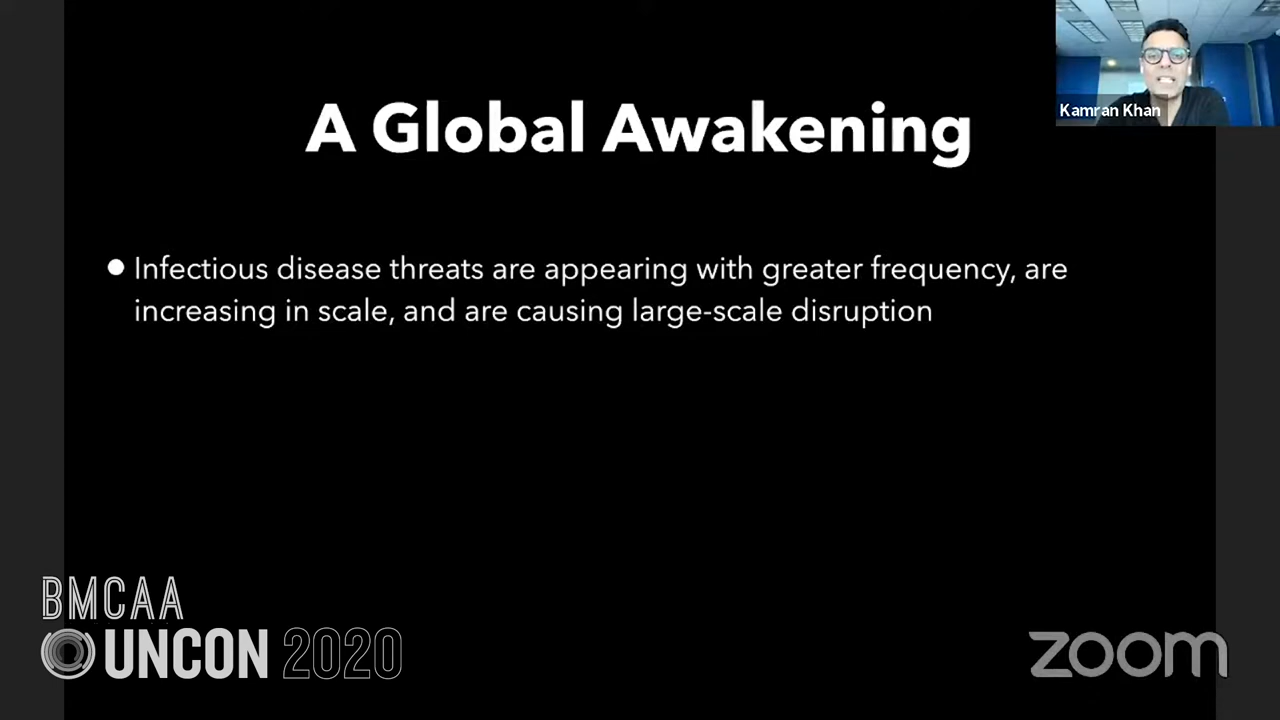 A Global Awakening
Kamran Khan
● Infectious disease threats are appearing with greater frequency, are
increasing in scale, and are causing large-scale disruption
BMCAA
UNCON 2020
zoom